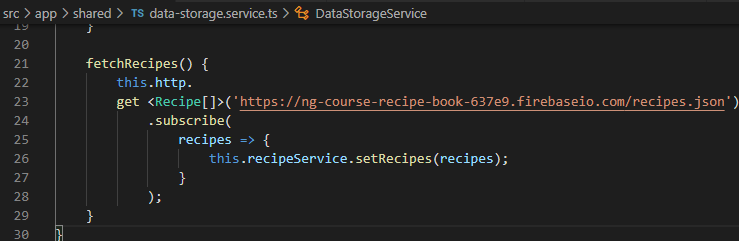 src > app > shared > data-storage.service.ts > DataStorageService
19 }
20
21 fetchRecipes() {
22 this.http.
23 get <Recipe[]>('https://ng-course-recipe-book-637e9.firebaseio.com/recipes.json')
24 .subscribe(
25 recipes => {
26 this.recipeService.setRecipes(recipes);
27 }
28 );
29 }
30 }